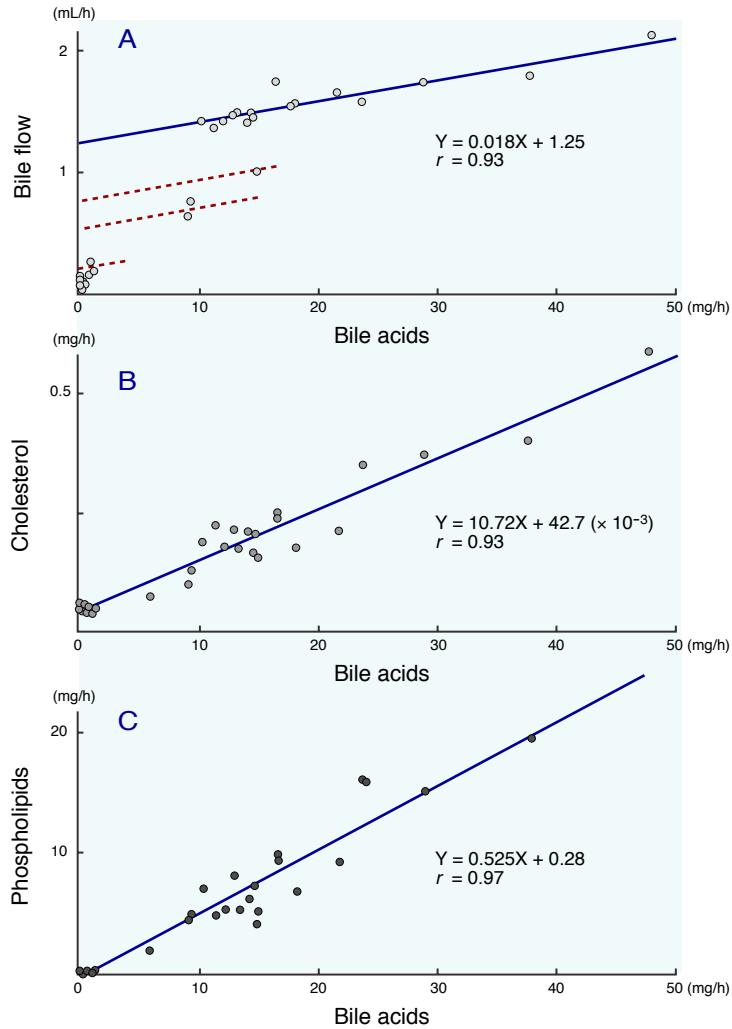 (mL/h)
A
2
1
Bile flow
Y = 0.018X + 1.25
r = 0.93
0 10 20 30 40 50 (mg/h)
Bile acids
(mg/h)
B
0.5
Cholesterol
Y = 10.72X + 42.7 (× 10⁻³)
r = 0.93
0 10 20 30 40 50 (mg/h)
Bile acids
(mg/h)
C
20
10
Phospholipids
Y = 0.525X + 0.28
r = 0.97
0 10 20 30 40 50 (mg/h)
Bile acids